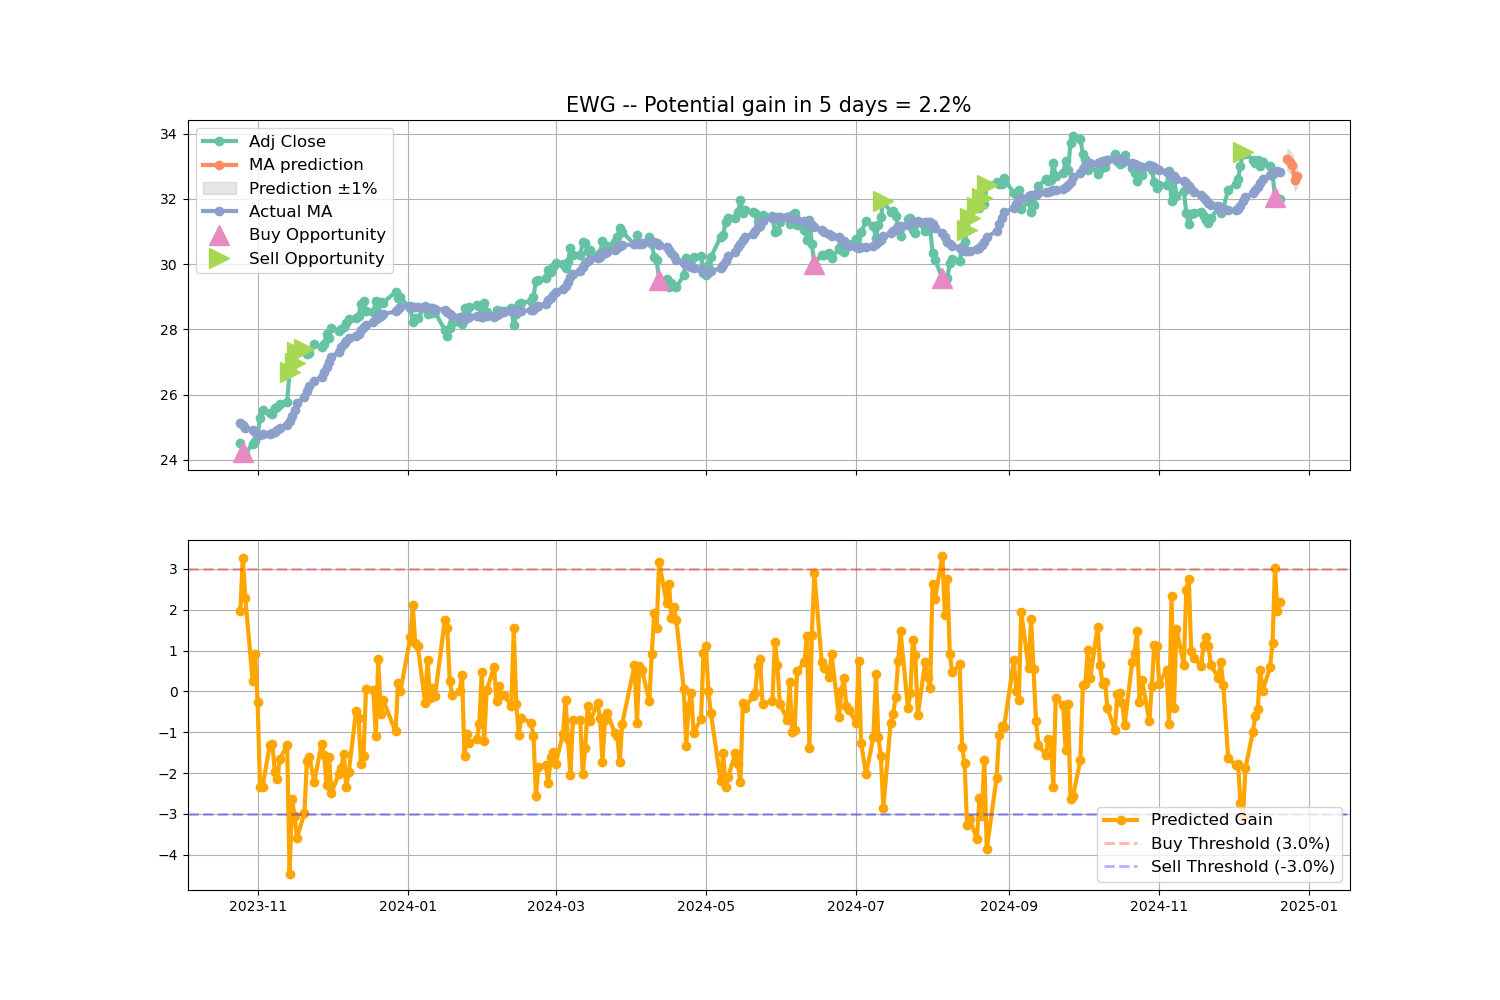 EWG -- Potential gain in 5 days = 2.2%
34
32
30
28
26
24
Adj Close
MA prediction
Prediction ±1%
Actual MA
Buy Opportunity
Sell Opportunity
3
2
1
0
−1
−2
−3
−4
Predicted Gain
Buy Threshold (3.0%)
Sell Threshold (-3.0%)
2023-11
2024-01
2024-03
2024-05
2024-07
2024-09
2024-11
2025-01